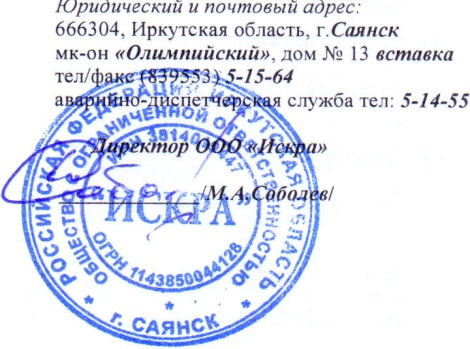 Юридический и почтовый адрес:
666304, Иркутская область, г.Саянск
мк-он «Олимпийский», дом № 13 вставка
тел/факс (839553) 5-15-64
аварийно-диспетчерская служба тел: 5-14-55
Директор ООО «Искра»
/М.А.Соболев/
РОССИЙСКАЯ ФЕДЕРАЦИЯ ИРКУТСКАЯ ОБЛАСТЬ
ОБЩЕСТВО С ОГРАНИЧЕННОЙ ОТВЕТСТВЕННОСТЬЮ
"ИСКРА"
ОГРН 1143850044128
* г. САЯНСК *